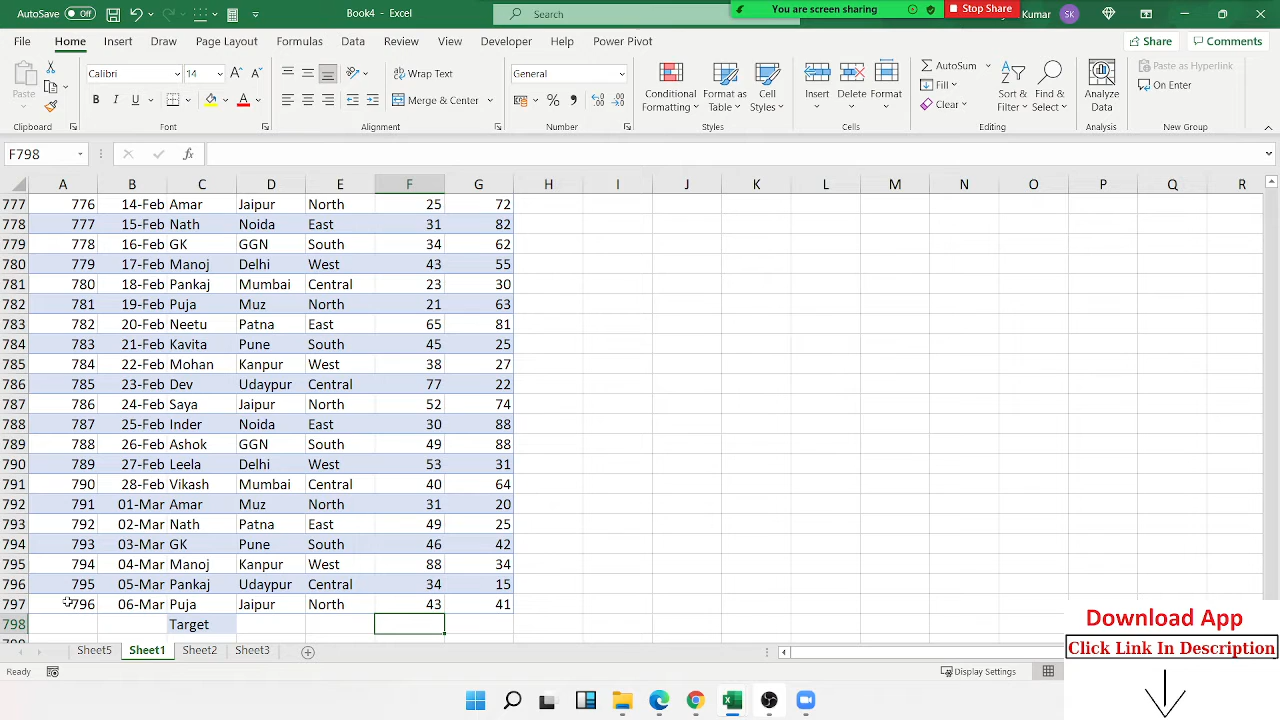 AutoSave Off Book4 - Excel Search You are screen sharing Stop Share Kumar SK
File Home Insert Draw Page Layout Formulas Data Review View Developer Help Power Pivot Share Comments
Paste Calibri 14 Wrap Text General Conditional Formatting Format as Table Cell Styles Insert Delete Format AutoSum Sort & Filter Find & Select Analyze Data Paste as Hyperlink
B I U Merge & Center Fill On Enter
Clear
Clipboard Font Alignment Number Styles Cells Editing Analysis New Group
F798 fx
A B C D E F G H I J K L M N O P Q R
777 776 14-Feb Amar Jaipur North 25 72
778 777 15-Feb Nath Noida East 31 82
779 778 16-Feb GK GGN South 34 62
780 779 17-Feb Manoj Delhi West 43 55
781 780 18-Feb Pankaj Mumbai Central 23 30
782 781 19-Feb Puja Muz North 21 63
783 782 20-Feb Neetu Patna East 65 81
784 783 21-Feb Kavita Pune South 45 25
785 784 22-Feb Mohan Kanpur West 38 27
786 785 23-Feb Dev Udaypur Central 77 22
787 786 24-Feb Saya Jaipur North 52 74
788 787 25-Feb Inder Noida East 30 88
789 788 26-Feb Ashok GGN South 49 88
790 789 27-Feb Leela Delhi West 53 31
791 790 28-Feb Vikash Mumbai Central 40 64
792 791 01-Mar Amar Muz North 31 20
793 792 02-Mar Nath Patna East 49 25
794 793 03-Mar GK Pune South 46 42
795 794 04-Mar Manoj Kanpur West 88 34
796 795 05-Mar Pankaj Udaypur Central 34 15
797 796 06-Mar Puja Jaipur North 43 41
798 Target
Sheet5 Sheet1 Sheet2 Sheet3
Ready Display Settings
Download App
Click Link In Description